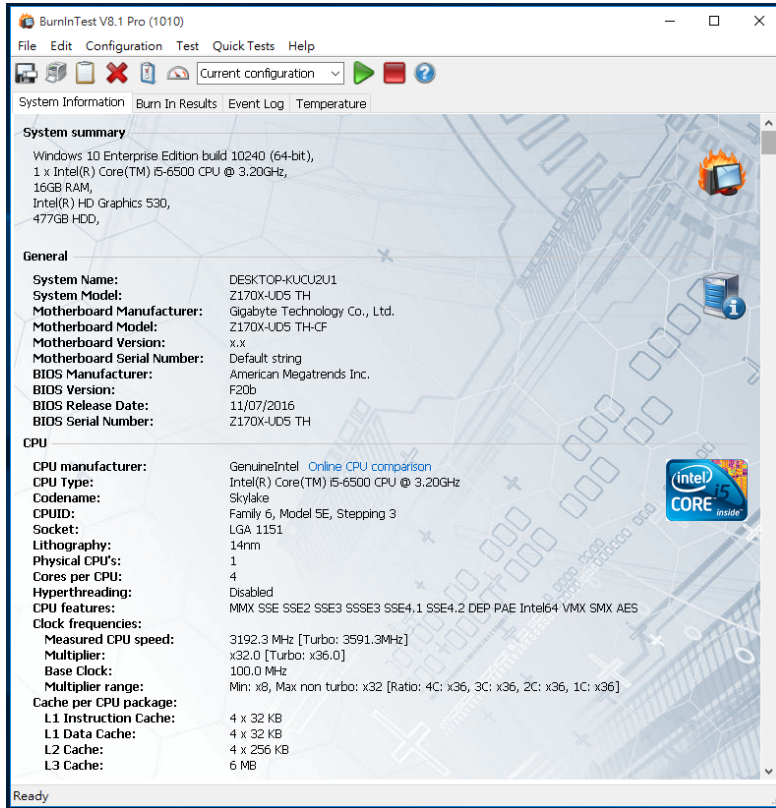 BurnInTest V8.1 Pro (1010)
File Edit Configuration Test Quick Tests Help
Current configuration
System Information Burn In Results Event Log Temperature
System summary
Windows 10 Enterprise Edition build 10240 (64-bit),
1 x Intel(R) Core(TM) i5-6500 CPU @ 3.20GHz,
16GB RAM,
Intel(R) HD Graphics 530,
477GB HDD,
General
System Name: DESKTOP-KUCU2U1
System Model: Z170X-UD5 TH
Motherboard Manufacturer: Gigabyte Technology Co., Ltd.
Motherboard Model: Z170X-UD5 TH-CF
Motherboard Version: x.x
Motherboard Serial Number: Default string
BIOS Manufacturer: American Megatrends Inc.
BIOS Version: F20b
BIOS Release Date: 11/07/2016
BIOS Serial Number: Z170X-UD5 TH
CPU
CPU manufacturer: GenuineIntel Online CPU comparison
CPU Type: Intel(R) Core(TM) i5-6500 CPU @ 3.20GHz
Codename: Skylake
CPUID: Family 6, Model 5E, Stepping 3
Socket: LGA 1151
Lithography: 14nm
Physical CPU's: 1
Cores per CPU: 4
Hyperthreading: Disabled
CPU features: MMX SSE SSE2 SSE3 SSSE3 SSE4.1 SSE4.2 DEP PAE Intel64 VMX SMX AES
Clock frequencies:
Measured CPU speed: 3192.3 MHz [Turbo: 3591.3MHz]
Multiplier: x32.0 [Turbo: x36.0]
Base Clock: 100.0 MHz
Multiplier range: Min: x8, Max non turbo: x32 [Ratio: 4C: x36, 3C: x36, 2C: x36, 1C: x36]
Cache per CPU package:
L1 Instruction Cache: 4 x 32 KB
L1 Data Cache: 4 x 32 KB
L2 Cache: 4 x 256 KB
L3 Cache: 6 MB
(intel)
i5
CORE inside™
Ready